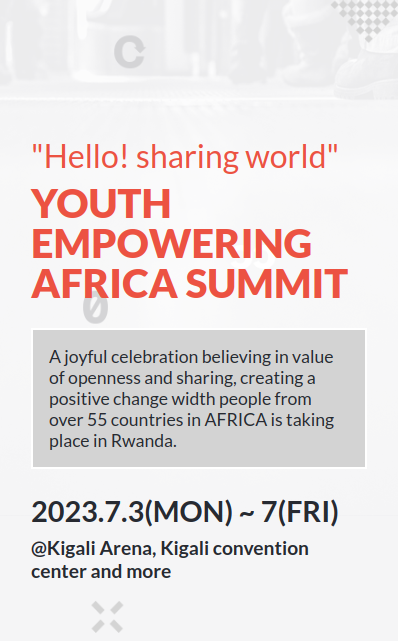 C
"Hello! sharing world"
YOUTH
EMPOWERING
AFRICA SUMMIT
0
A joyful celebration believing in value
of openness and sharing, creating a
positive change width people from
over 55 countries in AFRICA is taking
place in Rwanda.
2023.7.3(MON) ~ 7(FRI)
@Kigali Arena, Kigali convention
center and more